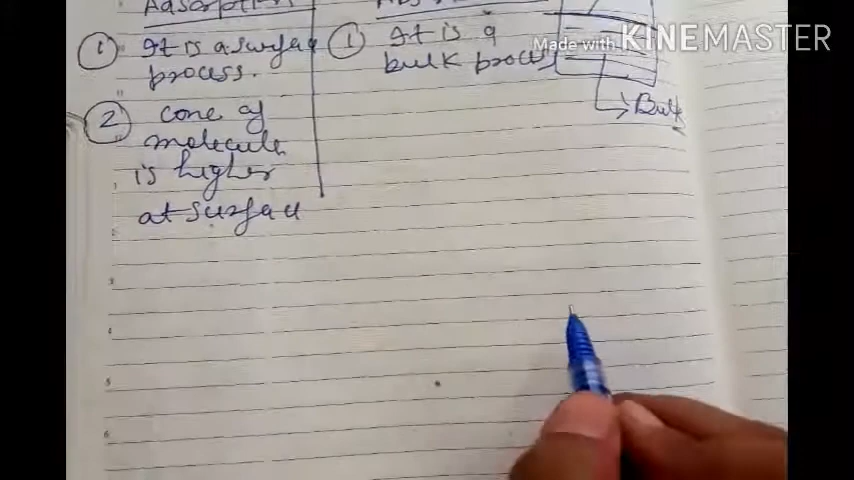 Adsorption
① It is a surface
process.
② conc of
molecule
is higher
at surface
① It is a
bulk process
Bulk
Made with KINEMASTER